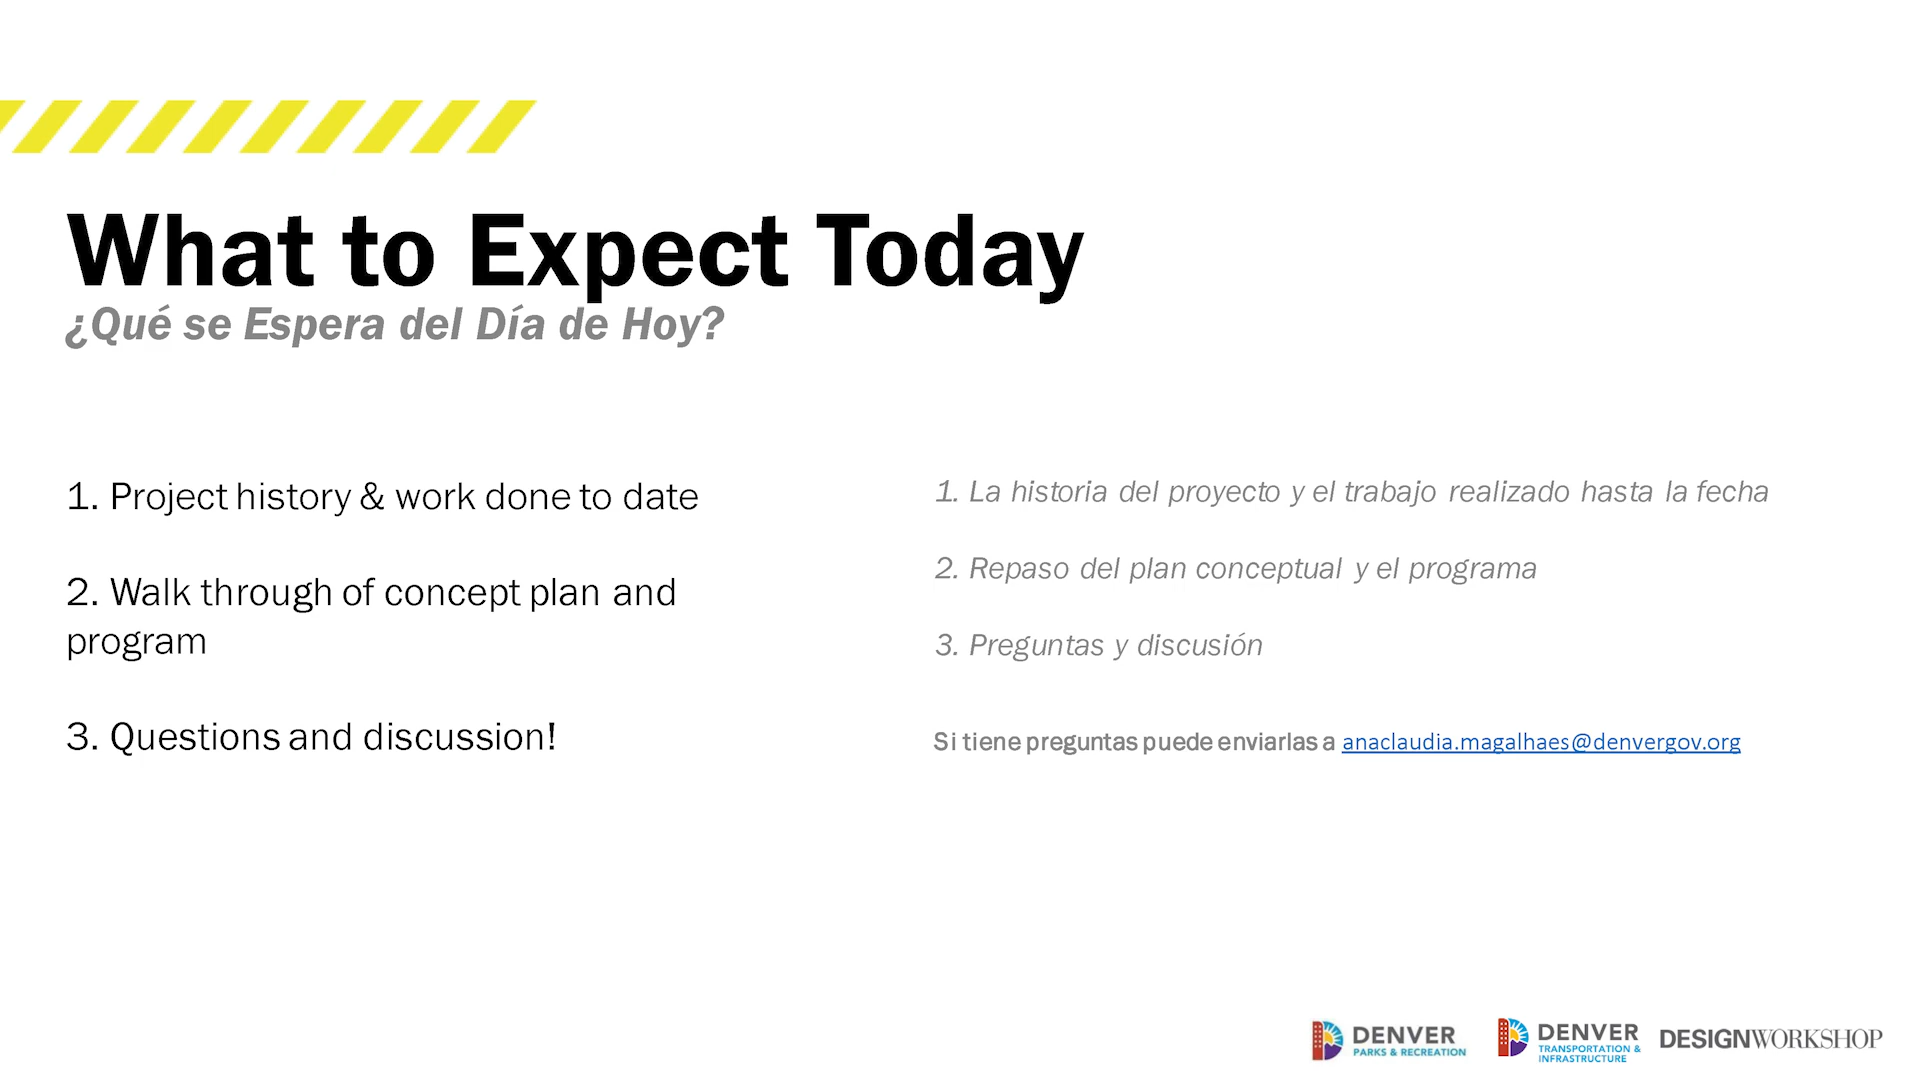 What to Expect Today
¿Qué se Espera del Día de Hoy?
1. Project history & work done to date
2. Walk through of concept plan and
program
3. Questions and discussion!
1. La historia del proyecto y el trabajo realizado hasta la fecha
2. Repaso del plan conceptual y el programa
3. Preguntas y discusión
Si tiene preguntas puede enviarlas a anaclaudia.magalhaes@denvergov.org
DENVER
PARKS & RECREATION
DENVER
TRANSPORTATION &
INFRASTRUCTURE
DESIGNWORKSHOP